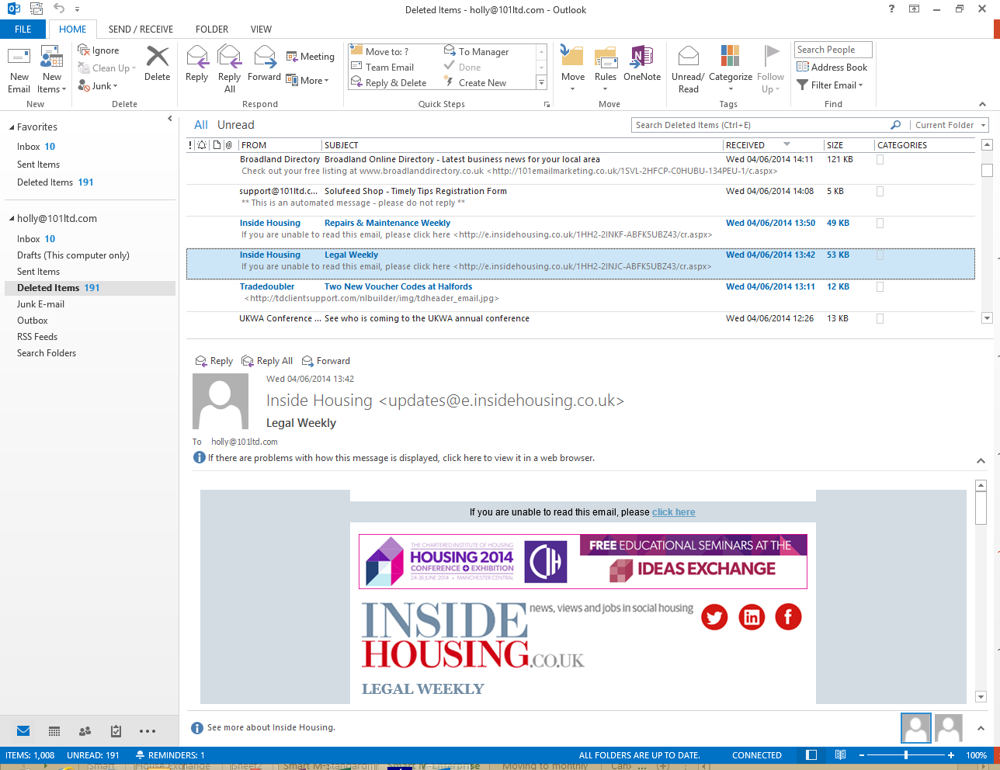 Deleted Items - holly@101ltd.com - Outlook
FILE HOME SEND / RECEIVE FOLDER VIEW
New Email
New Items
New
Ignore
Clean Up
Junk
Delete
Delete
Reply
Reply All
Forward
Meeting
More
Respond
Move to: ?
Team Email
Reply & Delete
To Manager
Done
Create New
Quick Steps
Move
Rules
OneNote
Move
Unread/ Read
Categorize
Follow Up
Tags
Search People
Address Book
Filter Email
Find
Favorites
Inbox 10
Sent Items
Deleted Items 191
holly@101ltd.com
Inbox 10
Drafts (This computer only)
Sent Items
Deleted Items 191
Junk E-mail
Outbox
RSS Feeds
Search Folders
All Unread
Search Deleted Items (Ctrl+E) Current Folder
! FROM SUBJECT RECEIVED SIZE CATEGORIES
Broadland Directory Broadland Online Directory - Latest business news for your local area Wed 04/06/2014 14:11 121 KB
Check out your free listing at www.broadlanddirectory.co.uk <http://101emailmarketing.co.uk/1SVL-2HFCP-C0HUBU-134PEU-1/c.aspx>
support@101ltd.c... Solufeed Shop - Timely Tips Registration Form Wed 04/06/2014 14:08 5 KB
** This is an automated message - please do not reply **
Inside Housing Repairs & Maintenance Weekly Wed 04/06/2014 13:50 49 KB
If you are unable to read this email, please click here <http://e.insidehousing.co.uk/1HH2-2INKF-ABFK5UBZ43/cr.aspx>
Inside Housing Legal Weekly Wed 04/06/2014 13:42 53 KB
If you are unable to read this email, please click here <http://e.insidehousing.co.uk/1HH2-2INJC-ABFK5UBZ43/cr.aspx>
Tradedoubler Two New Voucher Codes at Halfords Wed 04/06/2014 13:11 12 KB
<http://tdclientsupport.com/nlbuilder/img/tdheader_email.jpg>
UKWA Conference ... See who is coming to the UKWA annual conference Wed 04/06/2014 12:26 13 KB
Reply Reply All Forward
Wed 04/06/2014 13:42
Inside Housing <updates@e.insidehousing.co.uk>
Legal Weekly
To holly@101ltd.com
If there are problems with how this message is displayed, click here to view it in a web browser.
If you are unable to read this email, please click here
THE CHARTERED INSTITUTE OF HOUSING
HOUSING 2014
CONFERENCE + EXHIBITION
24-26 JUNE 2014 • MANCHESTER CENTRAL
CIH
FREE EDUCATIONAL SEMINARS AT THE
IDEAS EXCHANGE
INSIDE HOUSING.CO.UK
news, views and jobs in social housing
LEGAL WEEKLY
See more about Inside Housing.
ITEMS: 1,008 UNREAD: 191 REMINDERS: 1 ALL FOLDERS ARE UP TO DATE. CONNECTED 100%
Smart House Exchange Sheet2 Smart M-Standard Smart M-Enterprise Moving to monthly